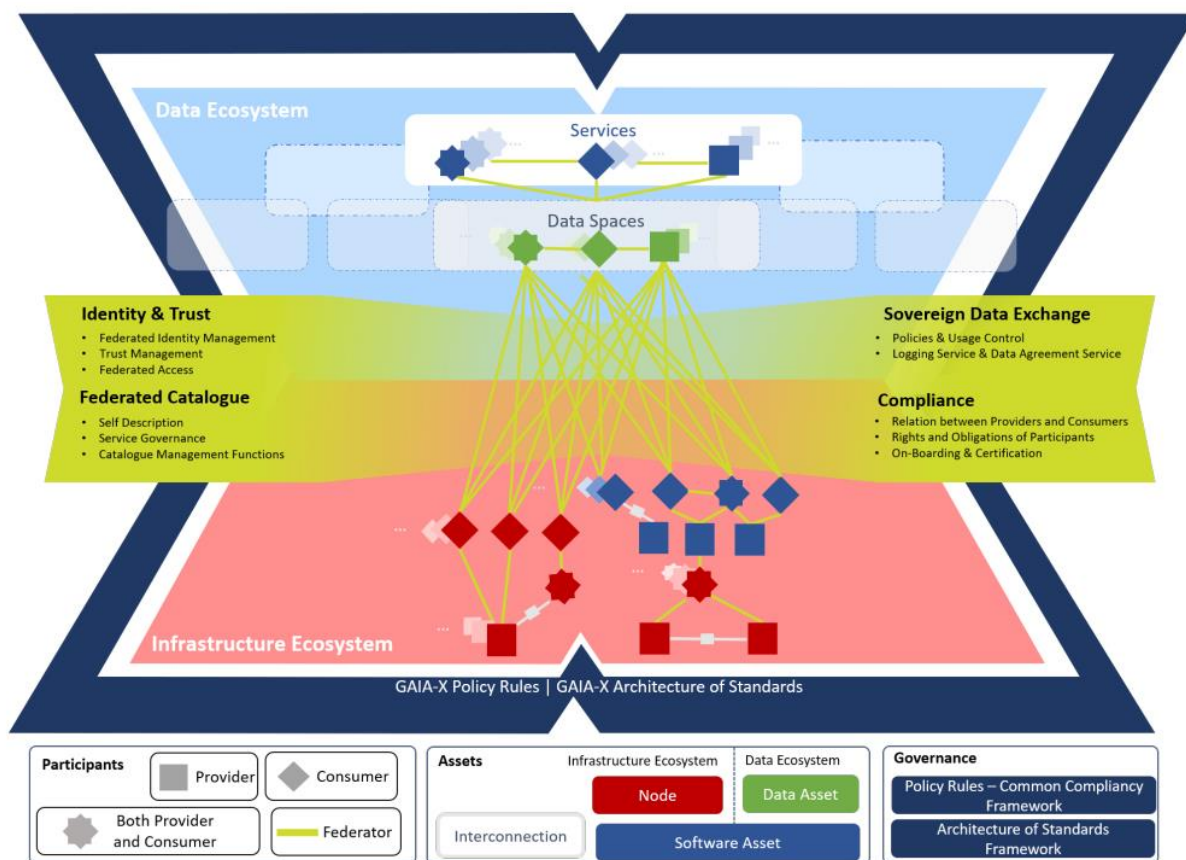 Data Ecosystem
Services
...
...
...
Data Spaces
...
...
Identity & Trust
• Federated Identity Management
• Trust Management
• Federated Access
Federated Catalogue
• Self Description
• Service Governance
• Catalogue Management Functions
Sovereign Data Exchange
• Policies & Usage Control
• Logging Service & Data Agreement Service
Compliance
• Relation between Providers and Consumers
• Rights and Obligations of Participants
• On-Boarding & Certification
...
...
...
...
Infrastructure Ecosystem
GAIA-X Policy Rules | GAIA-X Architecture of Standards
Participants
Provider
Consumer
Both Provider
and Consumer
Federator
Assets
Infrastructure Ecosystem
Data Ecosystem
Node
Data Asset
Interconnection
Software Asset
Governance
Policy Rules – Common Compliancy
Framework
Architecture of Standards
Framework